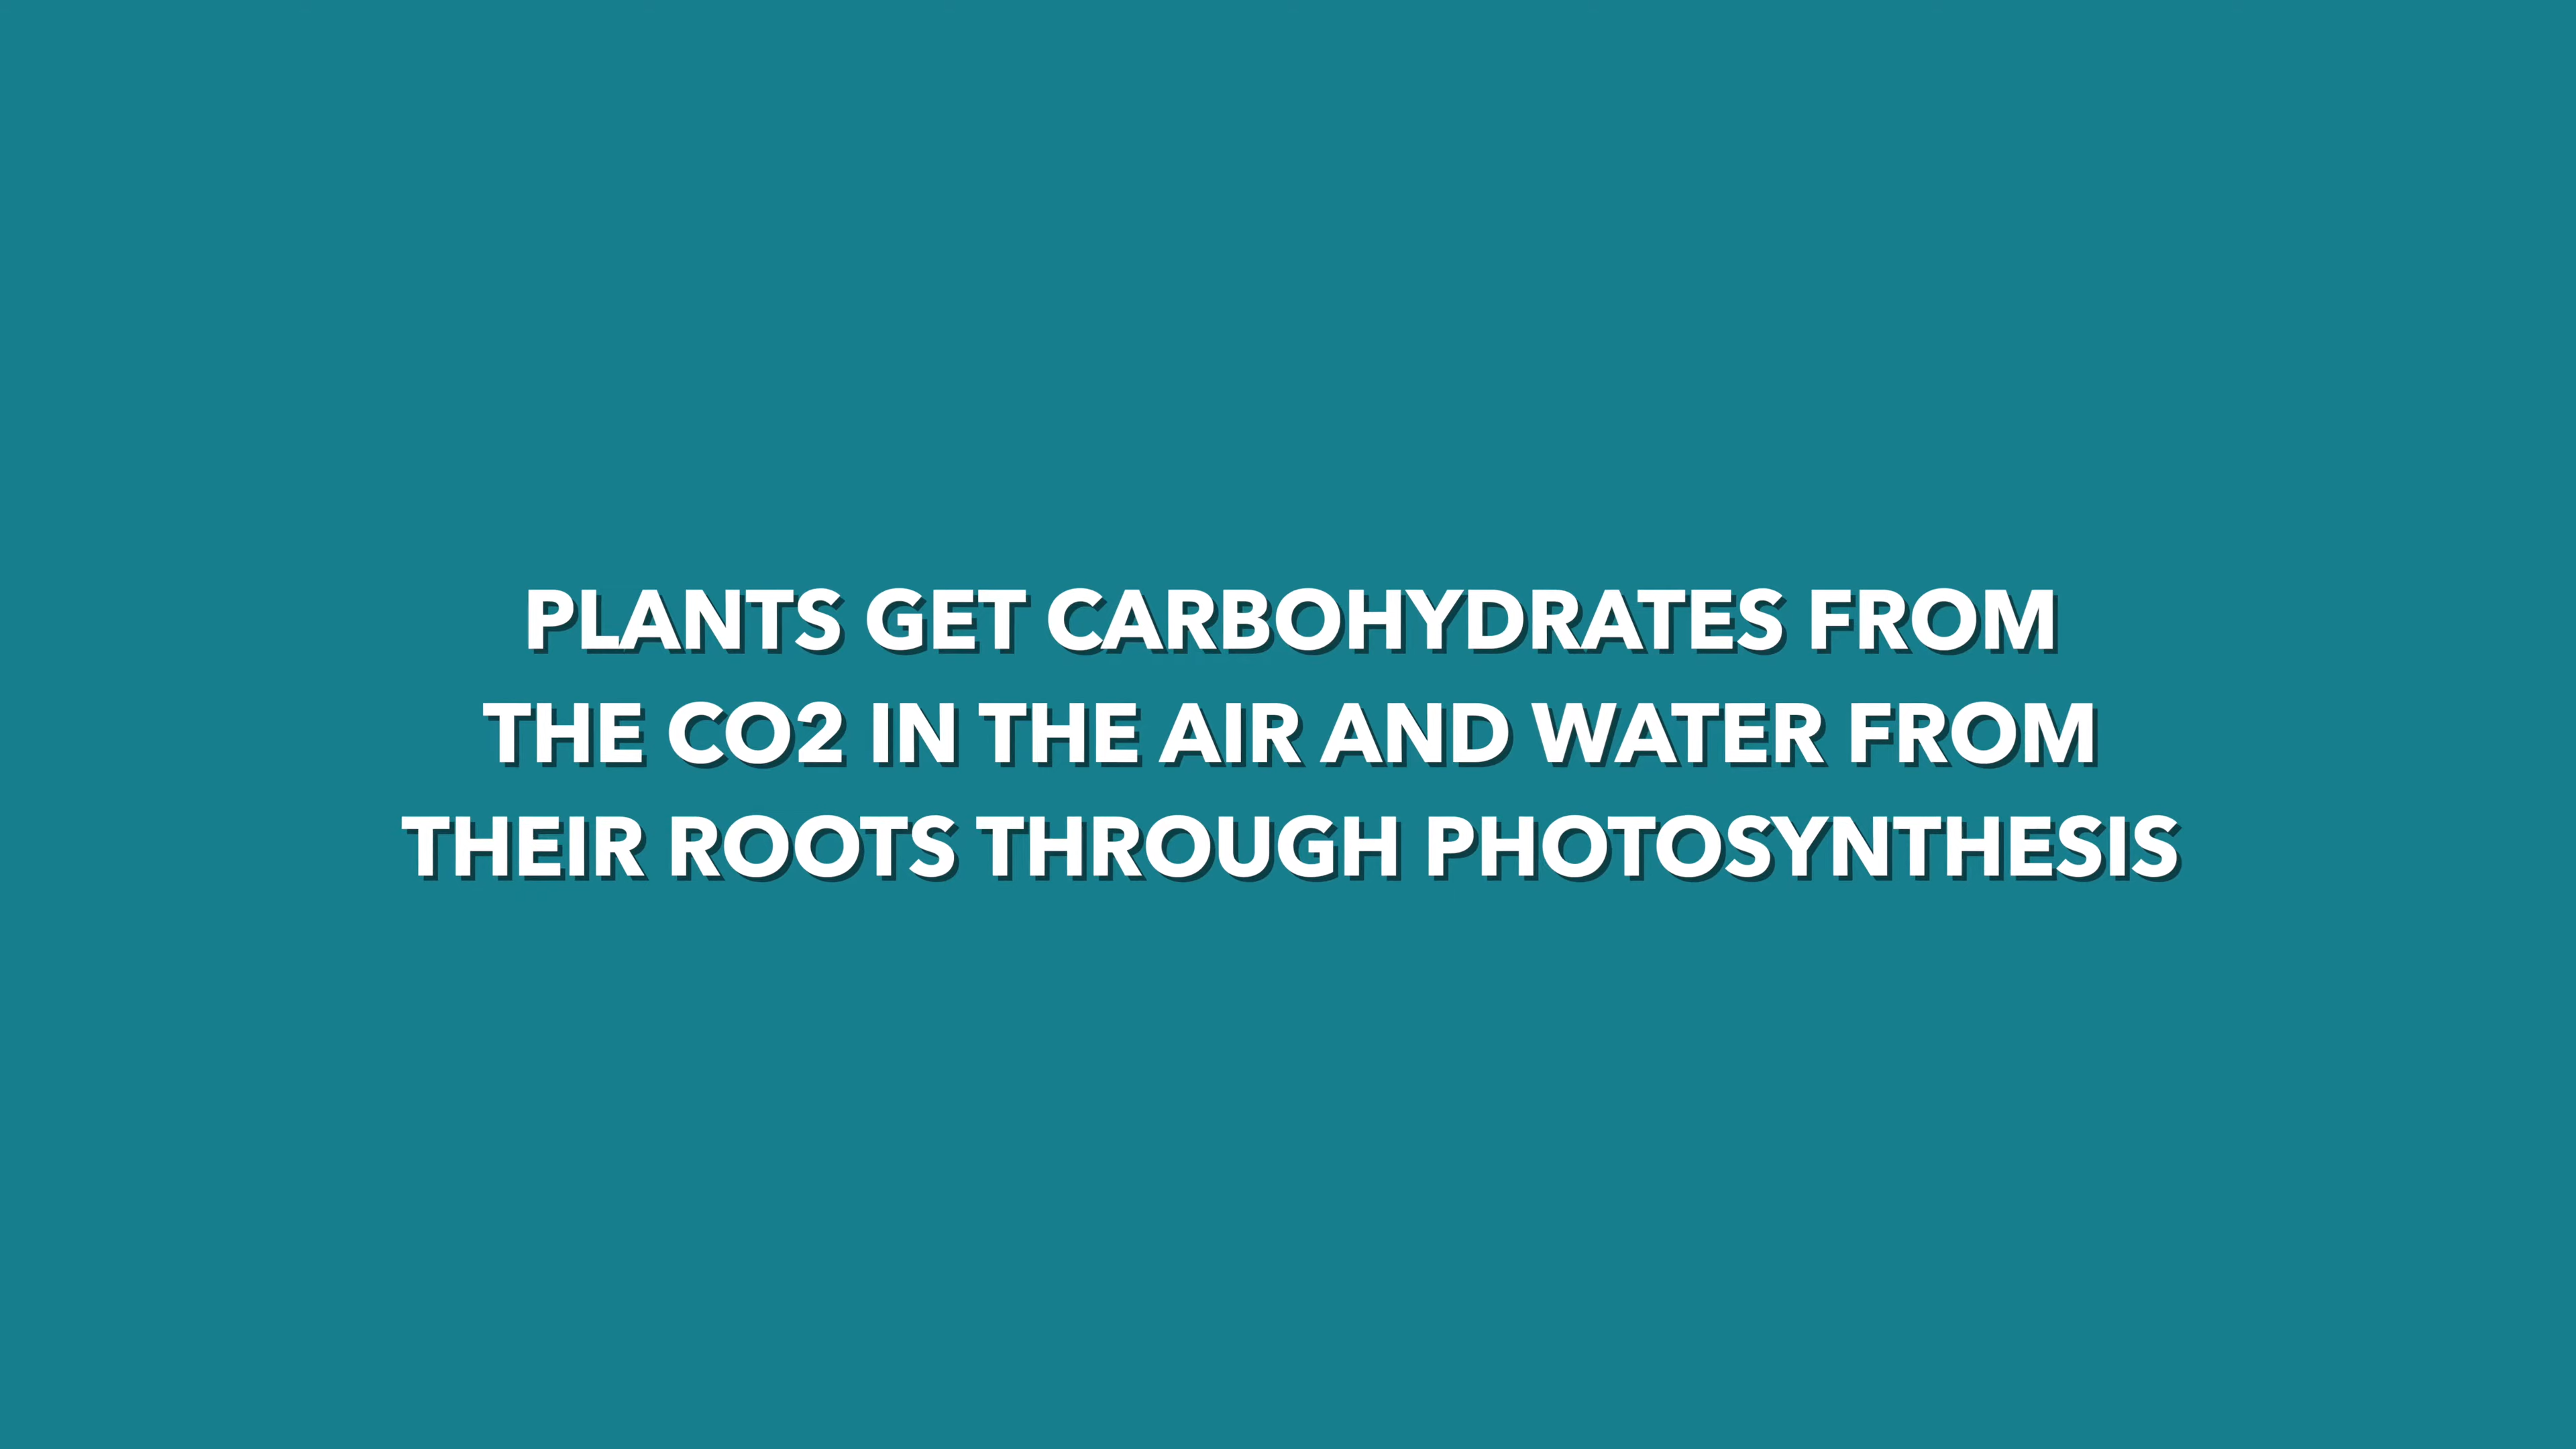 PLANTS GET CARBOHYDRATES FROM
THE CO2 IN THE AIR AND WATER FROM
THEIR ROOTS THROUGH PHOTOSYNTHESIS